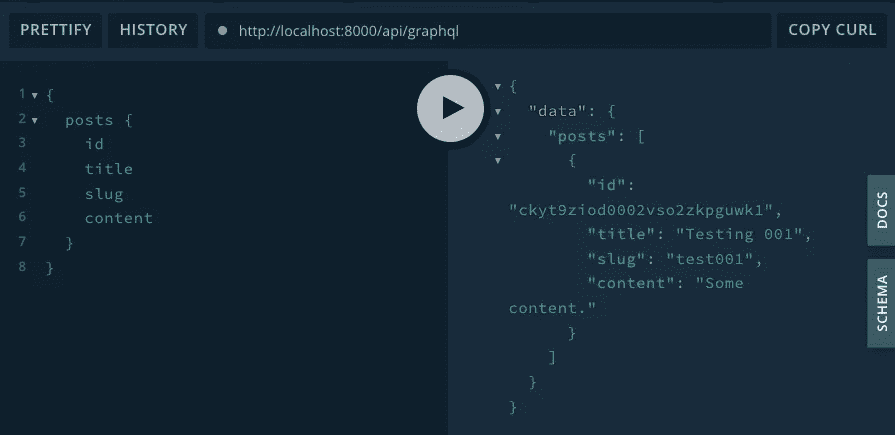 PRETTIFY HISTORY http://localhost:8000/api/graphql COPY CURL
1 {
2 posts {
3 id
4 title
5 slug
6 content
7 }
8 }
{
"data": {
"posts": [
{
"id":
"ckyt9ziod0002vso2zkpguwk1",
"title": "Testing 001",
"slug": "test001",
"content": "Some
content."
}
]
}
}
DOCS
SCHEMA